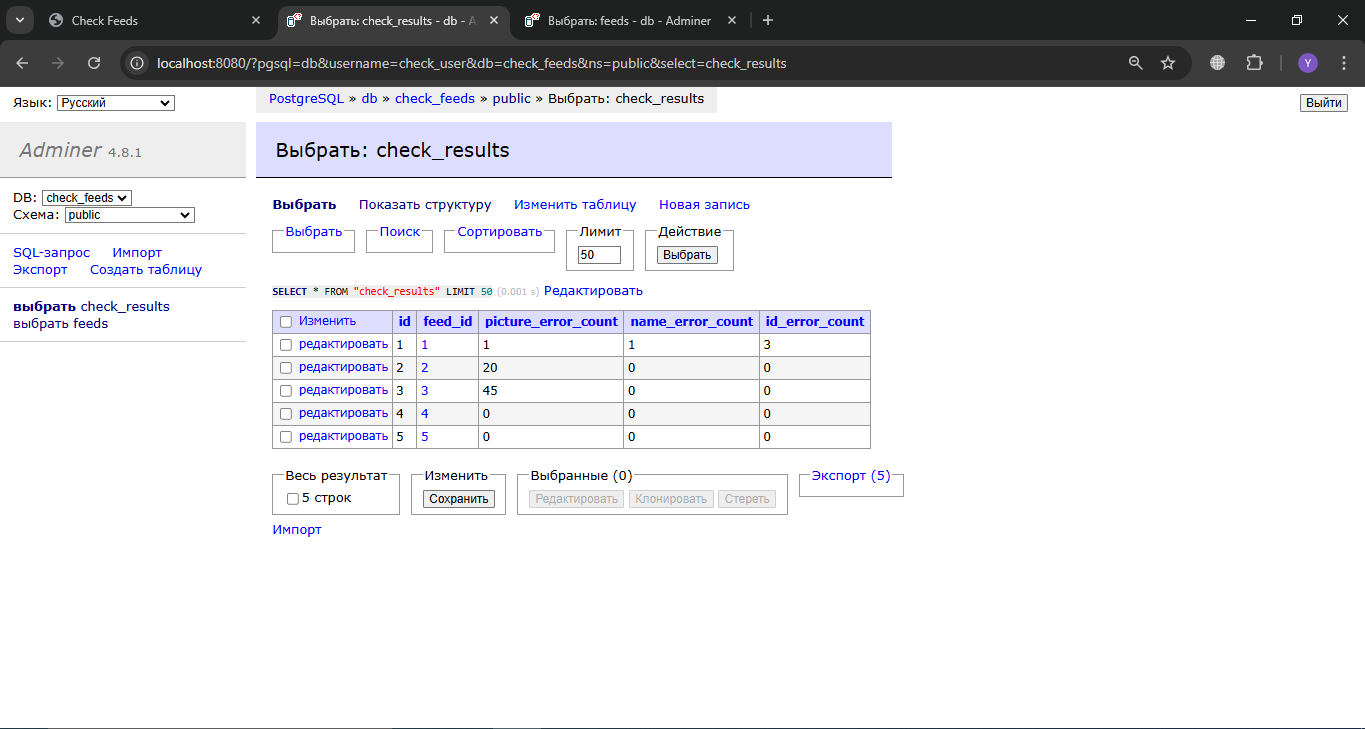 Check Feeds
Выбрать: check_results - db - A
Выбрать: feeds - db - Adminer
localhost:8080/?pgsql=db&username=check_user&db=check_feeds&ns=public&select=check_results
Y
Язык: Русский
PostgreSQL » db » check_feeds » public » Выбрать: check_results
Выйти
Adminer 4.8.1
Выбрать: check_results
DB: check_feeds
Схема: public
SQL-запрос Импорт
Экспорт Создать таблицу
выбрать check_results
выбрать feeds
Выбрать Показать структуру Изменить таблицу Новая запись
Выбрать Поиск Сортировать Лимит Действие
50 Выбрать
SELECT * FROM "check_results" LIMIT 50 (0.001 s) Редактировать
Изменить id feed_id picture_error_count name_error_count id_error_count
редактировать 1 1 1 1 3
редактировать 2 2 20 0 0
редактировать 3 3 45 0 0
редактировать 4 4 0 0 0
редактировать 5 5 0 0 0
Весь результат Изменить Выбранные (0) Экспорт (5)
5 строк Сохранить Редактировать Клонировать Стереть
Импорт